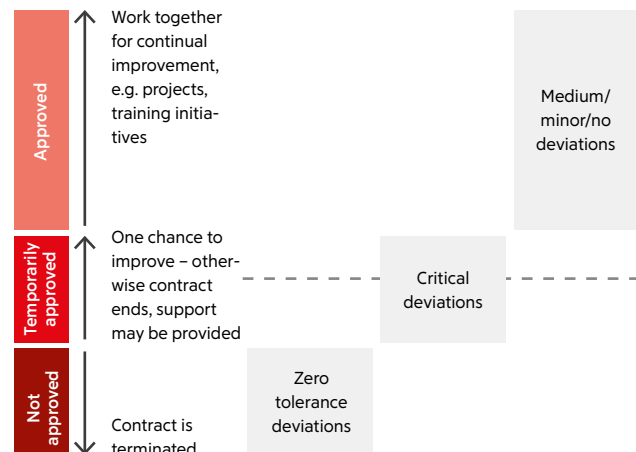 Approved
Work together
for continual
improvement,
e.g. projects,
training initia-
tives
Medium/
minor/no
deviations
Temporarily
approved
One chance to
improve – other-
wise contract
ends, support
may be provided
Critical
deviations
Not
approved
Contract is
terminated
Zero
tolerance
deviations